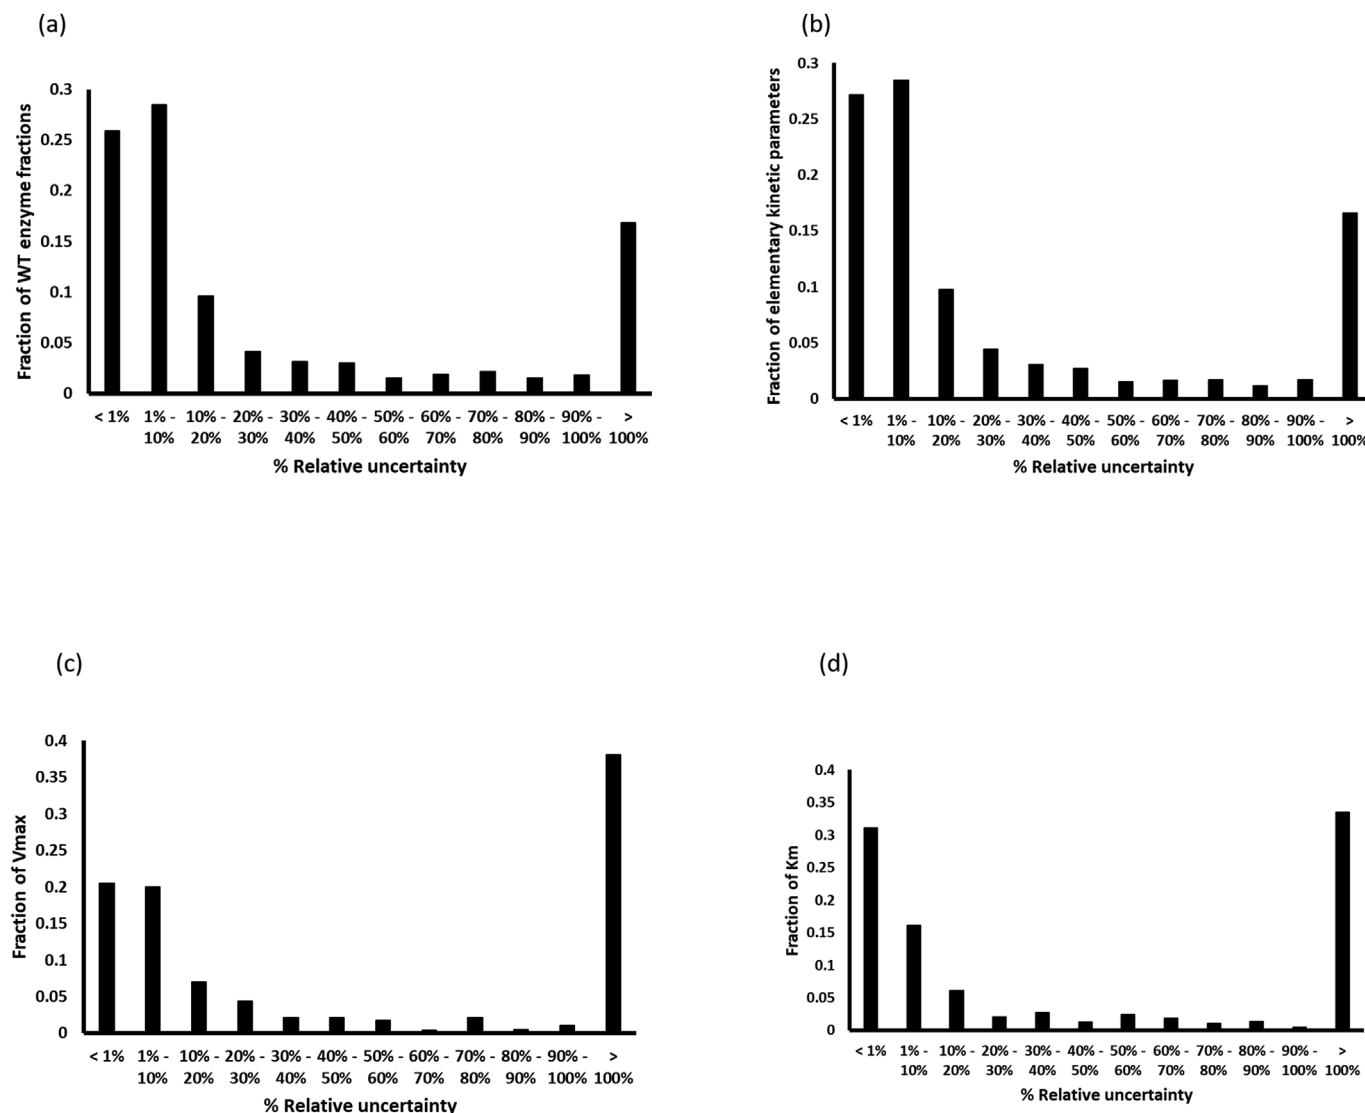 (a)
Fraction of WT enzyme fractions
0.3
0.25
0.2
0.15
0.1
0.05
0
< 1% 1% - 10% - 20% - 30% - 40% - 50% - 60% - 70% - 80% - 90% - >
10% 20% 30% 40% 50% 60% 70% 80% 90% 100% 100%
% Relative uncertainty
(b)
Fraction of elementary kinetic parameters
0.3
0.25
0.2
0.15
0.1
0.05
0
< 1% 1% - 10% - 20% - 30% - 40% - 50% - 60% - 70% - 80% - 90% - >
10% 20% 30% 40% 50% 60% 70% 80% 90% 100% 100%
% Relative uncertainty
(c)
Fraction of Vmax
0.4
0.35
0.3
0.25
0.2
0.15
0.1
0.05
0
< 1% 1% - 10% - 20% - 30% - 40% - 50% - 60% - 70% - 80% - 90% - >
10% 20% 30% 40% 50% 60% 70% 80% 90% 100% 100%
% Relative uncertainty
(d)
Fraction of Km
0.4
0.35
0.3
0.25
0.2
0.15
0.1
0.05
0
< 1% 1% - 10% - 20% - 30% - 40% - 50% - 60% - 70% - 80% - 90% - >
10% 20% 30% 40% 50% 60% 70% 80% 90% 100% 100%
% Relative uncertainty